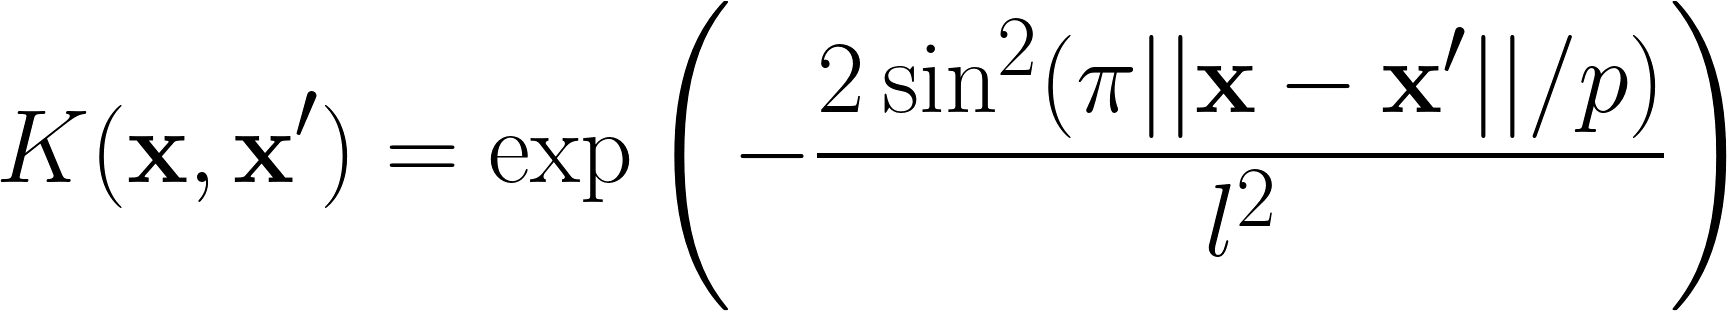 K(𝐱, 𝐱′) = exp(−2 sin²(π||𝐱 − 𝐱′||/p) / l²)